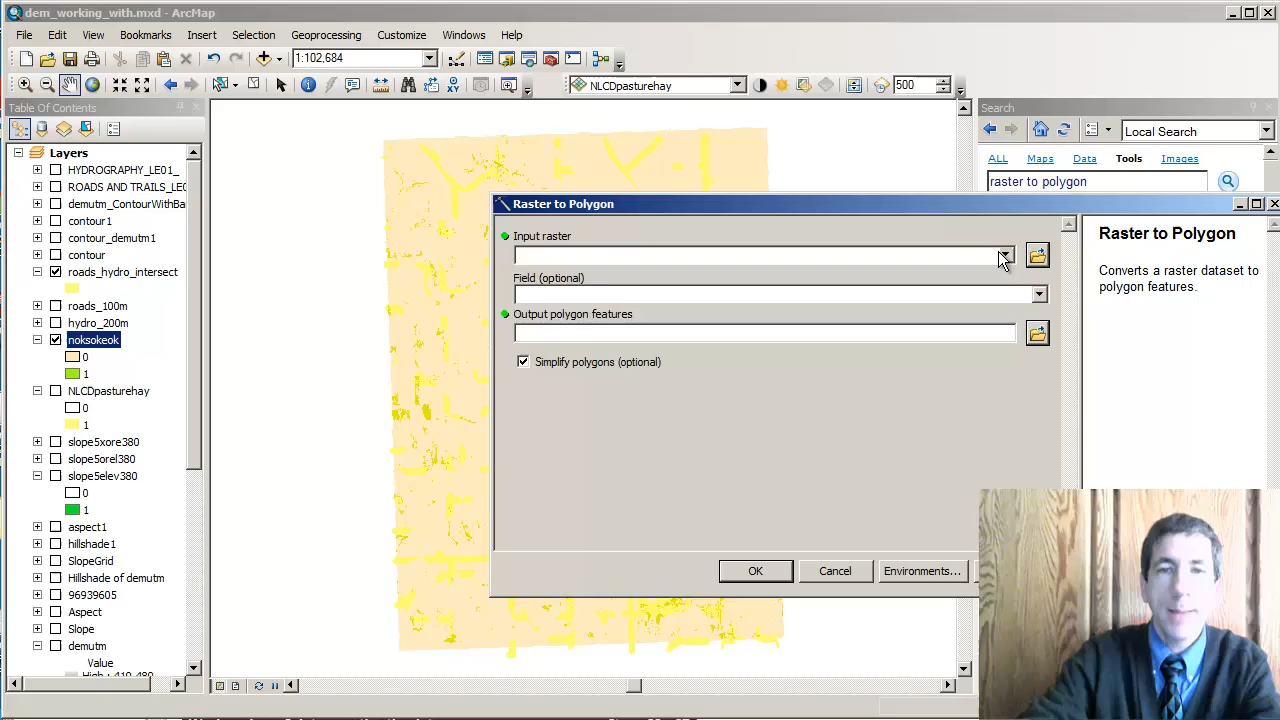 dem_working_with.mxd - ArcMap
File Edit View Bookmarks Insert Selection Geoprocessing Customize Windows Help
1:102,684
NLCDpasturehay
500
Table Of Contents
Search
Local Search
ALL Maps Data Tools Images
raster to polygon
Layers
HYDROGRAPHY_LE01_
ROADS AND TRAILS_LE0
demutm_ContourWithBa
contour1
contour_demutm1
contour
roads_hydro_intersect
roads_100m
hydro_200m
noksokeok
0
1
NLCDpasturehay
0
1
slope5xore380
slope5orel380
slope5elev380
0
1
aspect1
hillshade1
SlopeGrid
Hillshade of demutm
96939605
Aspect
Slope
demutm
Value
Raster to Polygon
Input raster
Field (optional)
Output polygon features
Simplify polygons (optional)
OK Cancel Environments...
Raster to Polygon
Converts a raster dataset to
polygon features.